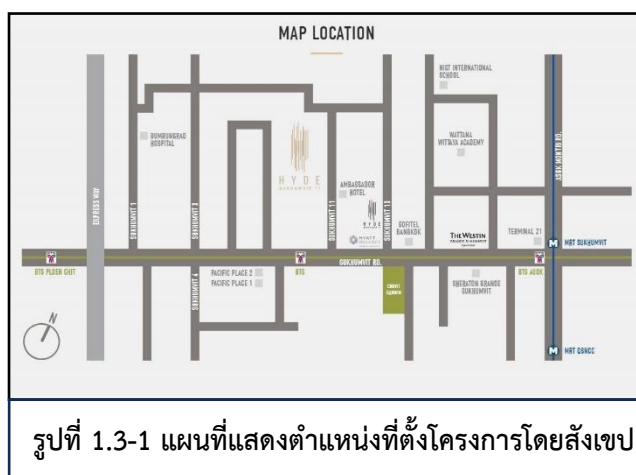 MAP LOCATION
NIST INTERNATIONAL
SCHOOL
BUMRUNGRAD
HOSPITAL
WATTANA
WITTAYA ACADEMY
ASOK MONTRI RD.
EXPRESS WAY
SUKHUMVIT 1
SUKHUMVIT 3
HYDE
SUKHUMVIT 11
SUKHUMVIT 11
AMBASSADOR
HOTEL
SUKHUMVIT 13
HYDE
HYATT
SOFITEL
BANGKOK
THE WESTIN
TERMINAL 21
M MRT SUKHUMVIT
BTS PLOEN CHIT
BTS
SUKHUMVIT RD.
BTS ASOK
SUKHUMVIT 4
PACIFIC PLACE 2
PACIFIC PLACE 1
SHERATON GRANDE
SUKHUMVIT
N
M MRT QSNCC
รูปที่ 1.3-1 แผนที่แสดงตำแหน่งที่ตั้งโครงการโดยสังเขป